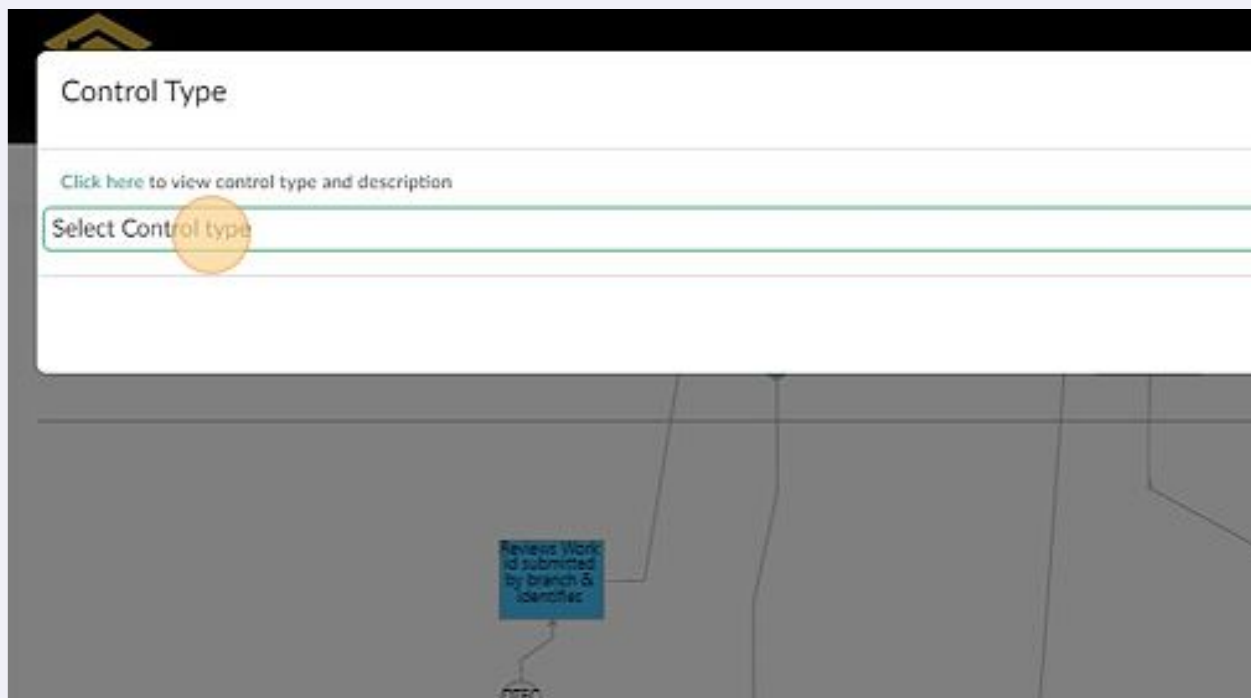 Control Type
Click here to view control type and description
Select Control type
Reviews Work
id submitted
by branch &
identifies